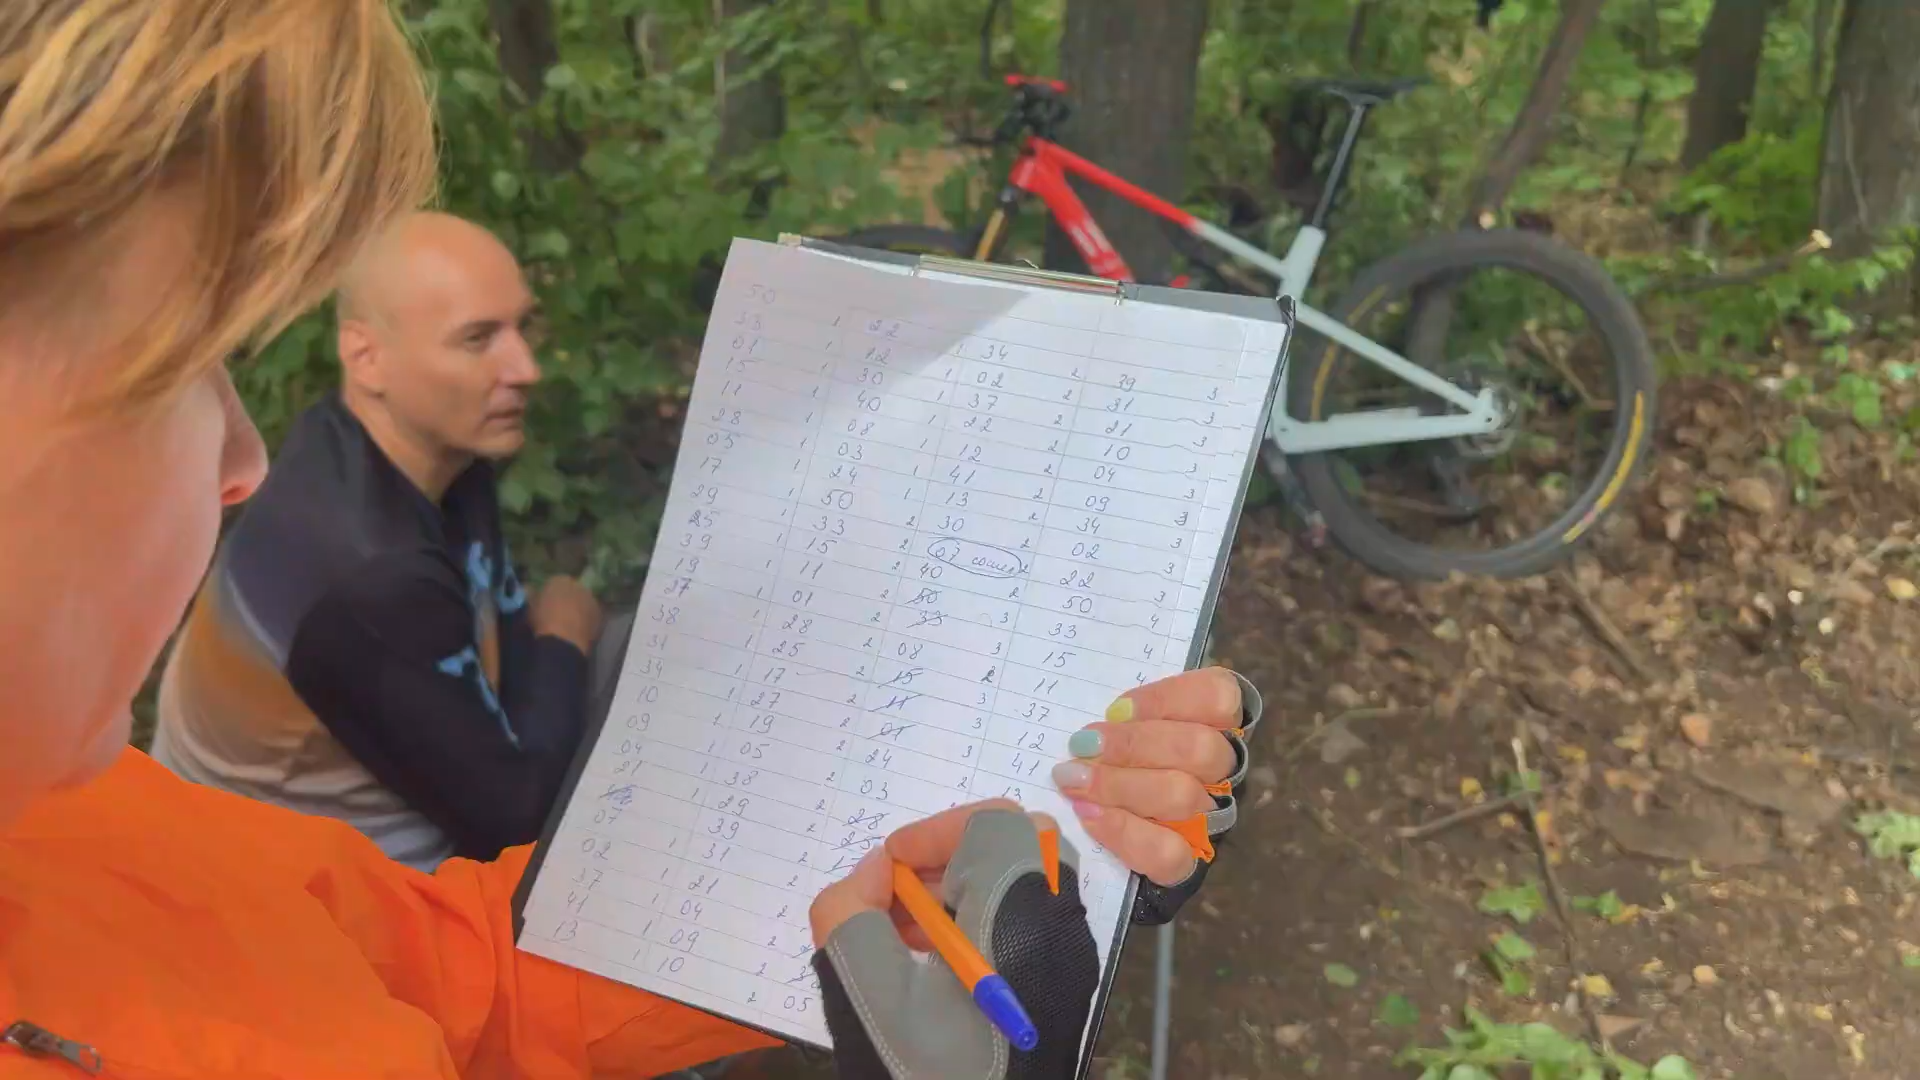 50 1 22 1 34 2 39 3
33 1 12 1 02 2 31 3
01 1 30 1 37 2 21 3
15 1 40 1 22 2 10 3
11 1 08 1 12 2 04 3
28 1 03 1 41 2 09 3
05 1 24 1 13 2 34 3
17 1 50 2 30 2 02 3
29 1 33 2 07 сошел 2 22 3
25 15 2 40 2 50 4
39 1 11 2 50 3 33 4
19 1 01 2 33 3 15 4
27 1 28 2 08 2 11
38 1 25 2 15 3 37
31 1 17 2 11 3 12
34 1 27 2 01 3 41
10 1 19 2 24 2 13
09 1 05 2 03
04 1 38 2 28
21 1 29 2 25
39 2 17
07 1 31 2
02 1 21 2
37 1 04 2
41 1 09 2
13 1 10 2 05